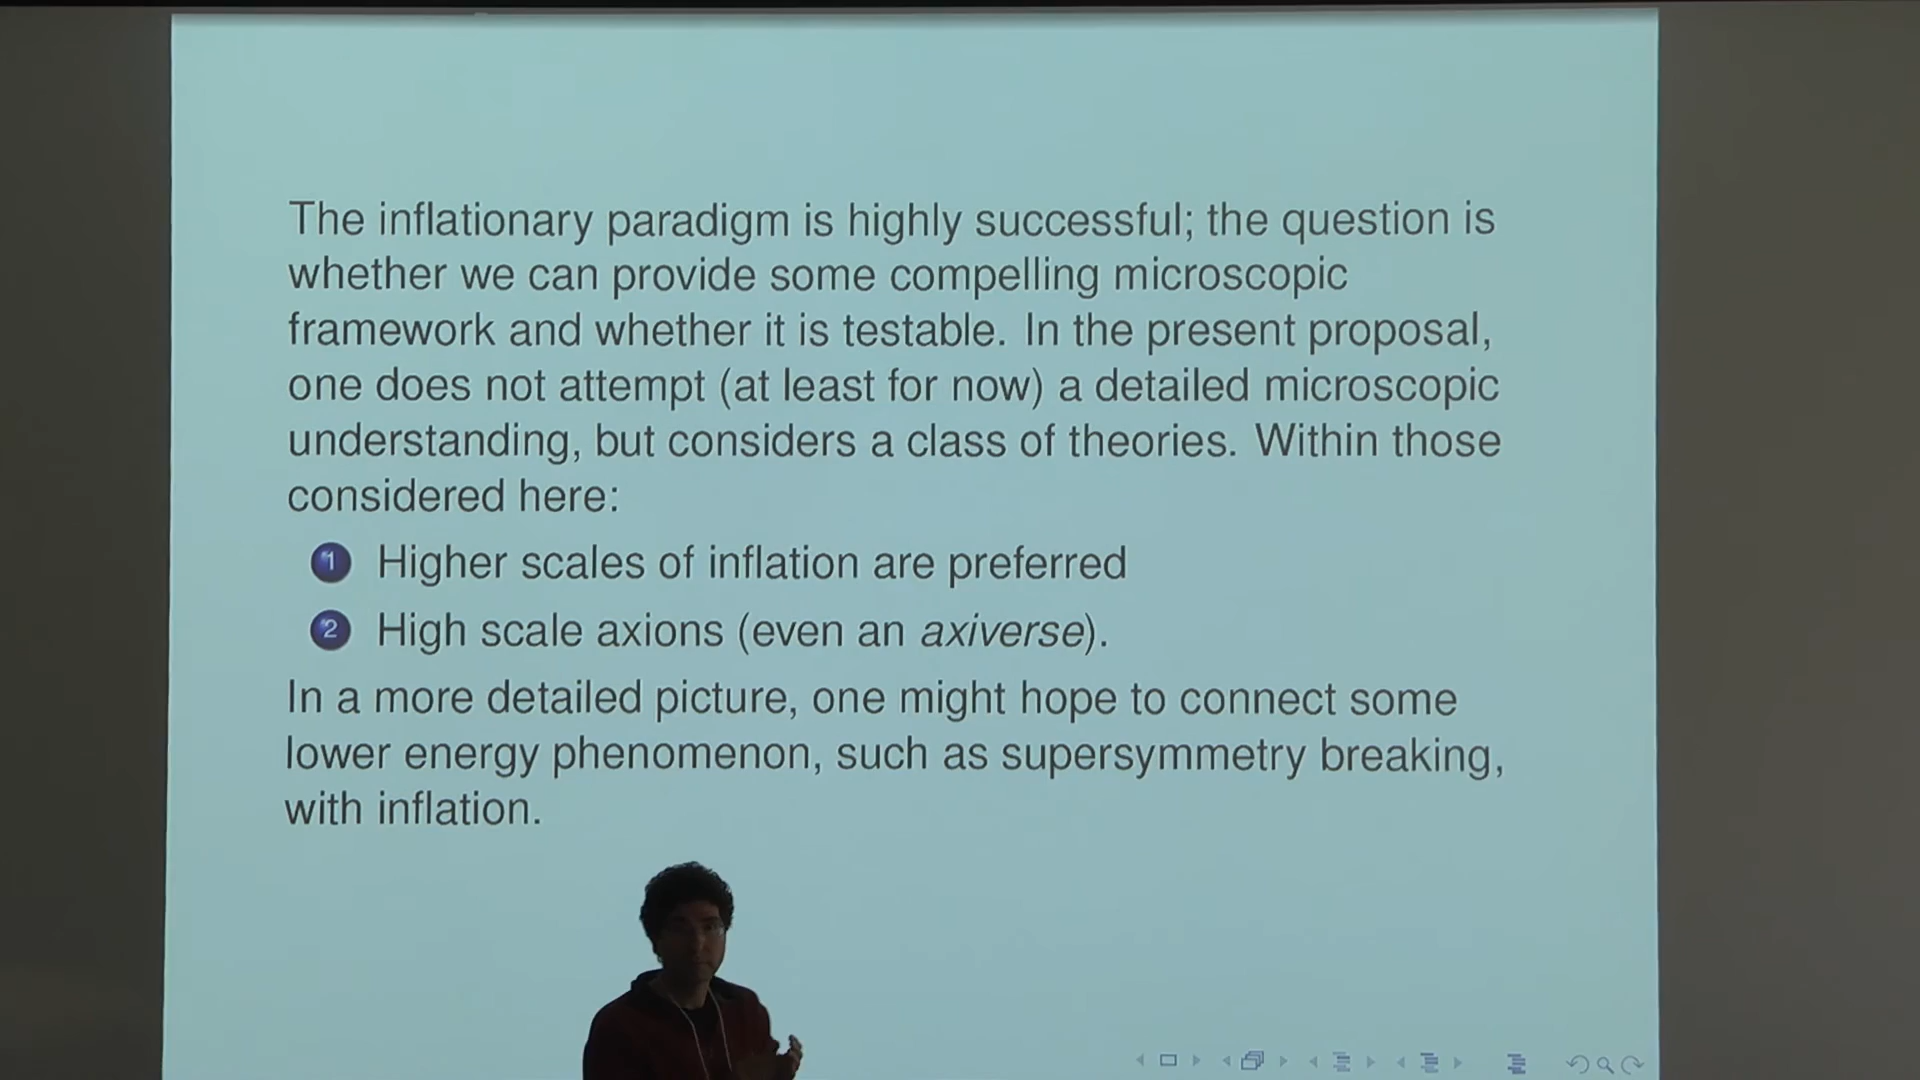 The inflationary paradigm is highly successful; the question is
whether we can provide some compelling microscopic
framework and whether it is testable. In the present proposal,
one does not attempt (at least for now) a detailed microscopic
understanding, but considers a class of theories. Within those
considered here:
1 Higher scales of inflation are preferred
2 High scale axions (even an axiverse).
In a more detailed picture, one might hope to connect some
lower energy phenomenon, such as supersymmetry breaking,
with inflation.